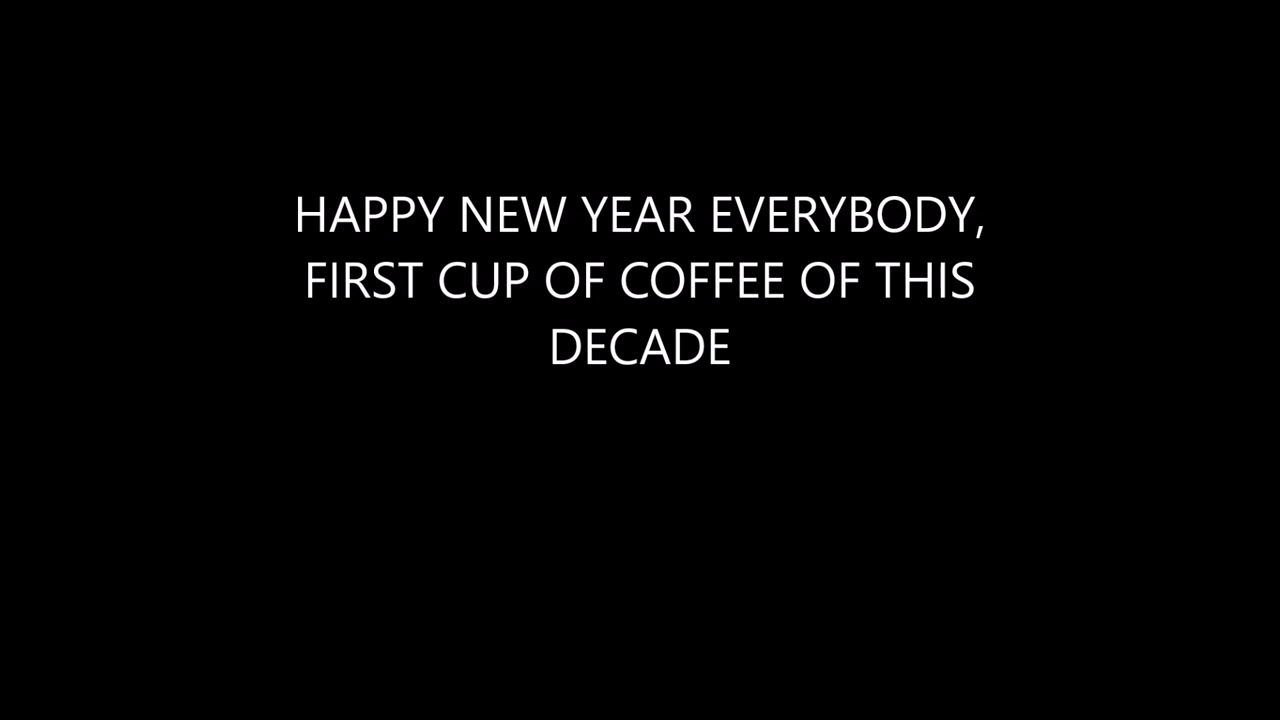 HAPPY NEW YEAR EVERYBODY,
FIRST CUP OF COFFEE OF THIS
DECADE